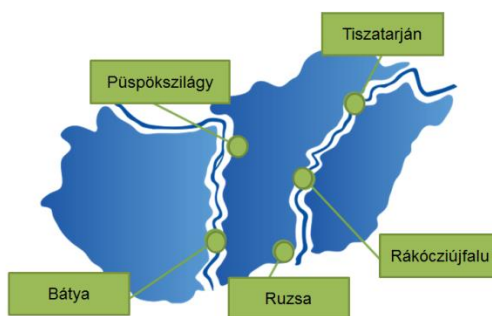 Tiszatarján
Püspökszilágy
Rákócziújfalu
Bátya
Ruzsa